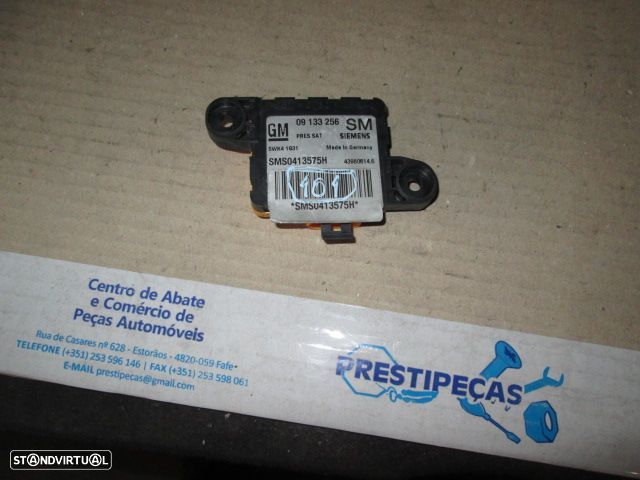 GM
09 133 256
SM
PRES SAT
SIEMENS
5WK4 1931
Made in Germany
SMS0413575H
43980814.6
101
*SMS0413575H*
Centro de Abate
e Comércio de
Peças Automóveis
Rua de Casares nº 628 - Estorãos - 4820-059 Fafe
TELEFONE (+351) 253 596 146 | FAX (+351) 253 598 061
E-MAIL prestipecas@gmail.com
PRESTIPEÇAS
STANDVIRTUAL